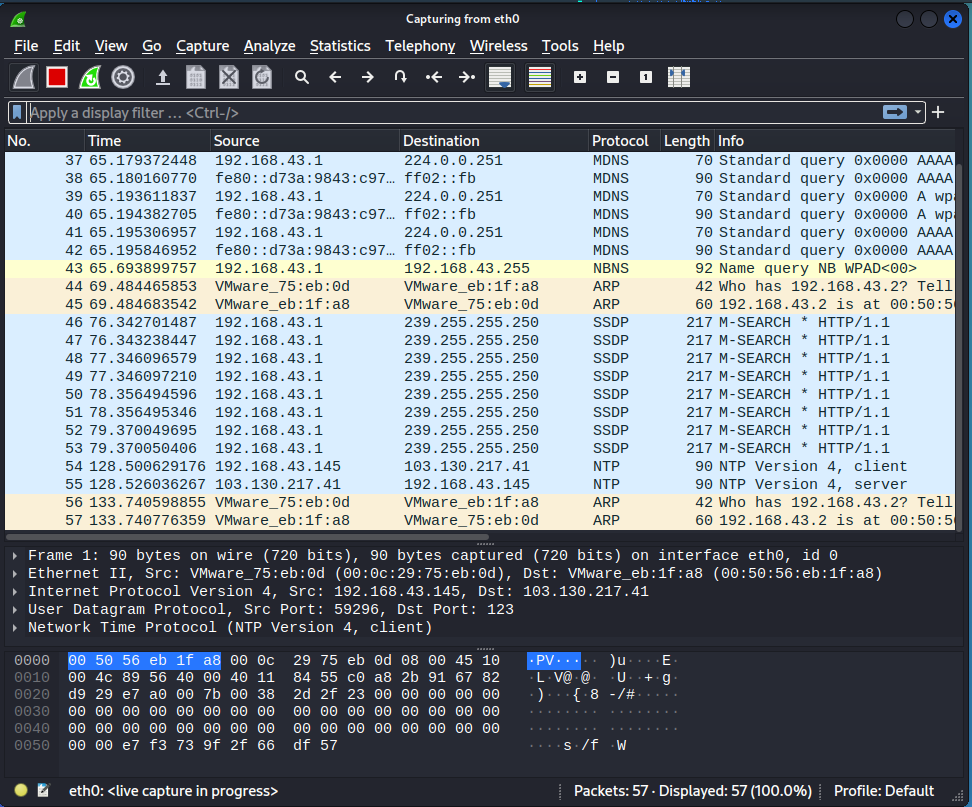 Capturing from eth0
File Edit View Go Capture Analyze Statistics Telephony Wireless Tools Help
Apply a display filter … <Ctrl-/>
No. Time Source Destination Protocol Length Info
37 65.179372448 192.168.43.1 224.0.0.251 MDNS 70 Standard query 0x0000 AAAA
38 65.180160770 fe80::d73a:9843:c97… ff02::fb MDNS 90 Standard query 0x0000 AAAA
39 65.193611837 192.168.43.1 224.0.0.251 MDNS 70 Standard query 0x0000 A wpa
40 65.194382705 fe80::d73a:9843:c97… ff02::fb MDNS 90 Standard query 0x0000 A wpa
41 65.195306957 192.168.43.1 224.0.0.251 MDNS 70 Standard query 0x0000 AAAA
42 65.195846952 fe80::d73a:9843:c97… ff02::fb MDNS 90 Standard query 0x0000 AAAA
43 65.693899757 192.168.43.1 192.168.43.255 NBNS 92 Name query NB WPAD<00>
44 69.484465853 VMware_75:eb:0d VMware_eb:1f:a8 ARP 42 Who has 192.168.43.2? Tell
45 69.484683542 VMware_eb:1f:a8 VMware_75:eb:0d ARP 60 192.168.43.2 is at 00:50:56
46 76.342701487 192.168.43.1 239.255.255.250 SSDP 217 M-SEARCH * HTTP/1.1
47 76.343238447 192.168.43.1 239.255.255.250 SSDP 217 M-SEARCH * HTTP/1.1
48 77.346096579 192.168.43.1 239.255.255.250 SSDP 217 M-SEARCH * HTTP/1.1
49 77.346097210 192.168.43.1 239.255.255.250 SSDP 217 M-SEARCH * HTTP/1.1
50 78.356494596 192.168.43.1 239.255.255.250 SSDP 217 M-SEARCH * HTTP/1.1
51 78.356495346 192.168.43.1 239.255.255.250 SSDP 217 M-SEARCH * HTTP/1.1
52 79.370049695 192.168.43.1 239.255.255.250 SSDP 217 M-SEARCH * HTTP/1.1
53 79.370050406 192.168.43.1 239.255.255.250 SSDP 217 M-SEARCH * HTTP/1.1
54 128.500629176 192.168.43.145 103.130.217.41 NTP 90 NTP Version 4, client
55 128.526036267 103.130.217.41 192.168.43.145 NTP 90 NTP Version 4, server
56 133.740598855 VMware_75:eb:0d VMware_eb:1f:a8 ARP 42 Who has 192.168.43.2? Tell
57 133.740776359 VMware_eb:1f:a8 VMware_75:eb:0d ARP 60 192.168.43.2 is at 00:50:56
Frame 1: 90 bytes on wire (720 bits), 90 bytes captured (720 bits) on interface eth0, id 0
Ethernet II, Src: VMware_75:eb:0d (00:0c:29:75:eb:0d), Dst: VMware_eb:1f:a8 (00:50:56:eb:1f:a8)
Internet Protocol Version 4, Src: 192.168.43.145, Dst: 103.130.217.41
User Datagram Protocol, Src Port: 59296, Dst Port: 123
Network Time Protocol (NTP Version 4, client)
0000 00 50 56 eb 1f a8 00 0c 29 75 eb 0d 08 00 45 10 ·PV····· )u····E·
0010 00 4c 89 56 40 00 40 11 84 55 c0 a8 2b 91 67 82 ·L·V@·@· ·U··+·g·
0020 d9 29 e7 a0 00 7b 00 38 2d 2f 23 00 00 00 00 00 ·)···{·8 -/#·····
0030 00 00 00 00 00 00 00 00 00 00 00 00 00 00 00 00 ········ ········
0040 00 00 00 00 00 00 00 00 00 00 00 00 00 00 00 00 ········ ········
0050 00 00 e7 f3 73 9f 2f 66 df 57 ····s·/f ·W
eth0: <live capture in progress> Packets: 57 · Displayed: 57 (100.0%) Profile: Default